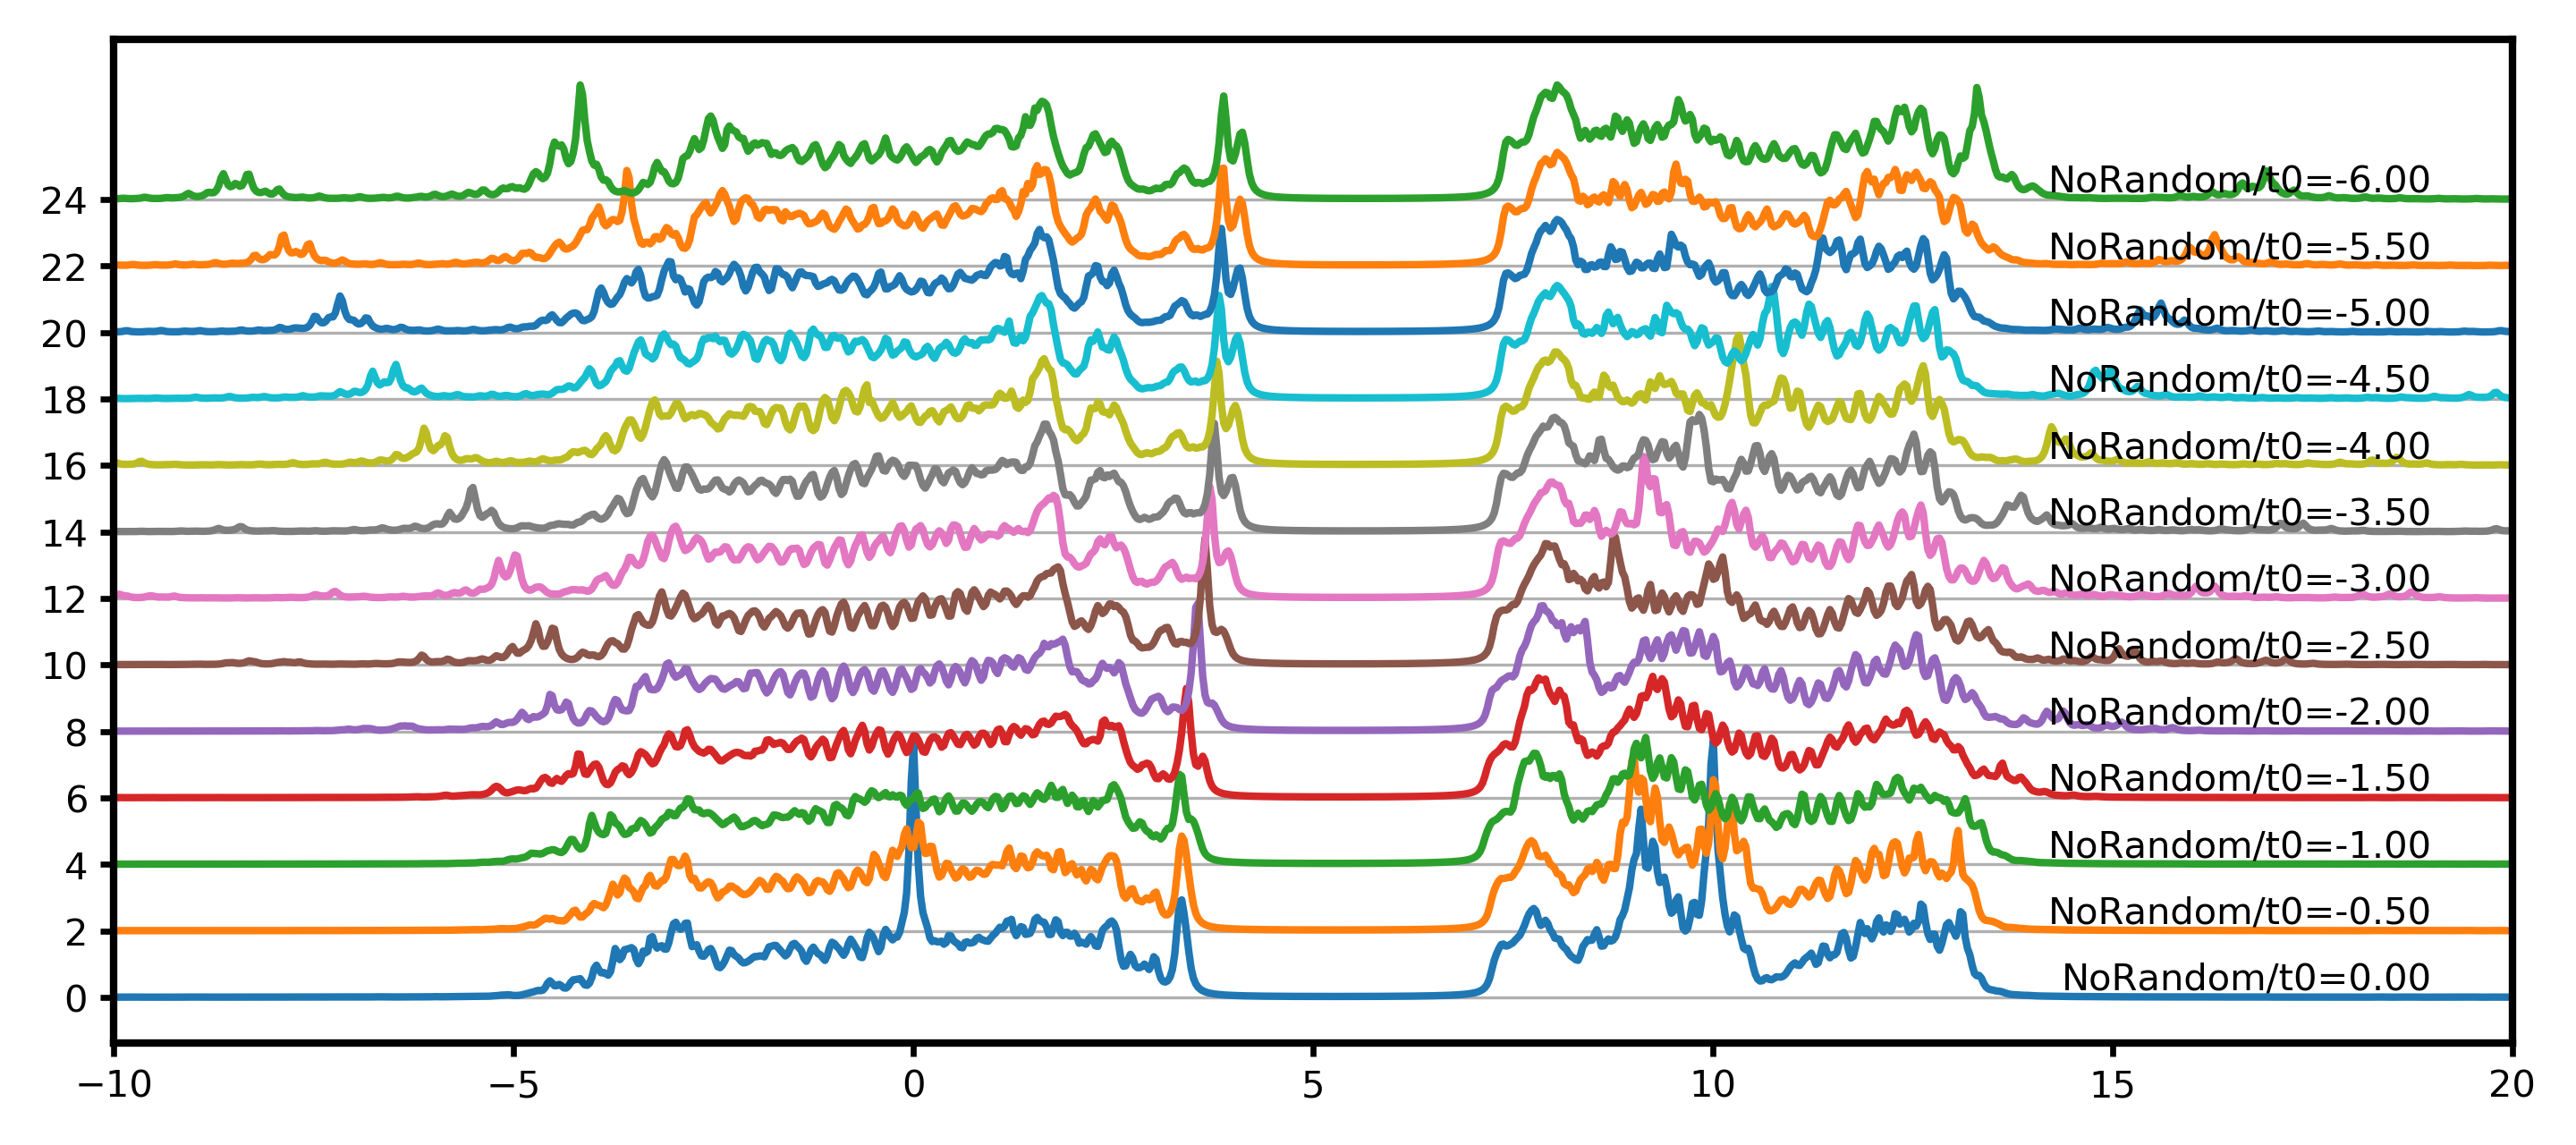 24
NoRandom/t0=-6.00
22
NoRandom/t0=-5.50
20
NoRandom/t0=-5.00
18
NoRandom/t0=-4.50
16
NoRandom/t0=-4.00
14
NoRandom/t0=-3.50
12
NoRandom/t0=-3.00
10
NoRandom/t0=-2.50
8
NoRandom/t0=-2.00
6
NoRandom/t0=-1.50
4
NoRandom/t0=-1.00
2
NoRandom/t0=-0.50
0
NoRandom/t0=0.00
−10 −5 0 5 10 15 20